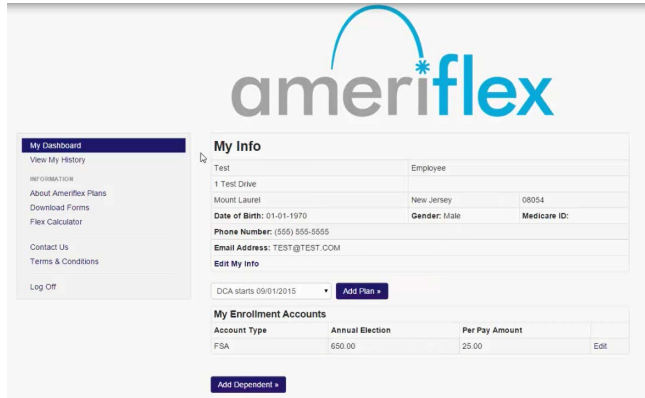 ameriflex
My Dashboard
View My History
INFORMATION
About Ameriflex Plans
Download Forms
Flex Calculator
Contact Us
Terms & Conditions
Log Off
My Info
Test Employee
1 Test Drive
Mount Laurel New Jersey 08054
Date of Birth: 01-01-1970 Gender: Male Medicare ID:
Phone Number: (555) 555-5555
Email Address: TEST@TEST.COM
Edit My Info
DCA starts 09/01/2015 Add Plan »
My Enrollment Accounts
Account Type Annual Election Per Pay Amount
FSA 650.00 25.00 Edit
Add Dependent »